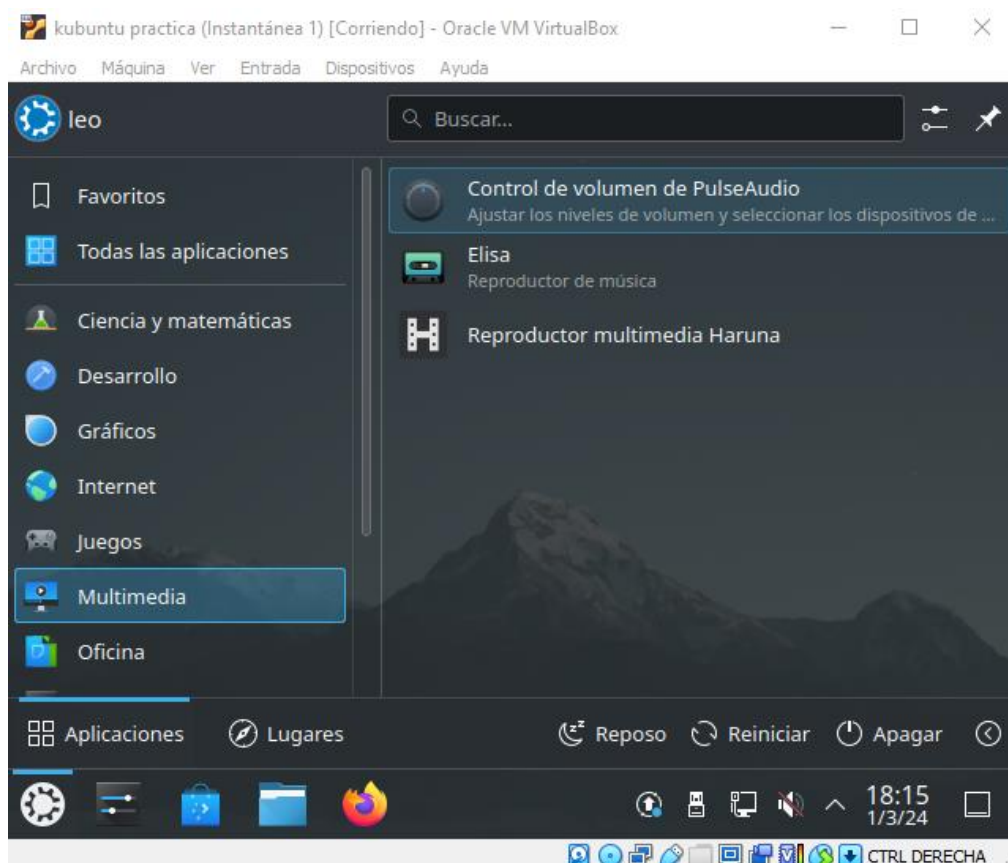 kubuntu practica (Instantánea 1) [Corriendo] - Oracle VM VirtualBox
Archivo Máquina Ver Entrada Dispositivos Ayuda
leo
Buscar...
Favoritos
Todas las aplicaciones
Ciencia y matemáticas
Desarrollo
Gráficos
Internet
Juegos
Multimedia
Oficina
Control de volumen de PulseAudio
Ajustar los niveles de volumen y seleccionar los dispositivos de ...
Elisa
Reproductor de música
Reproductor multimedia Haruna
Aplicaciones Lugares Reposo Reiniciar Apagar
18:15
1/3/24
CTRL DERECHA